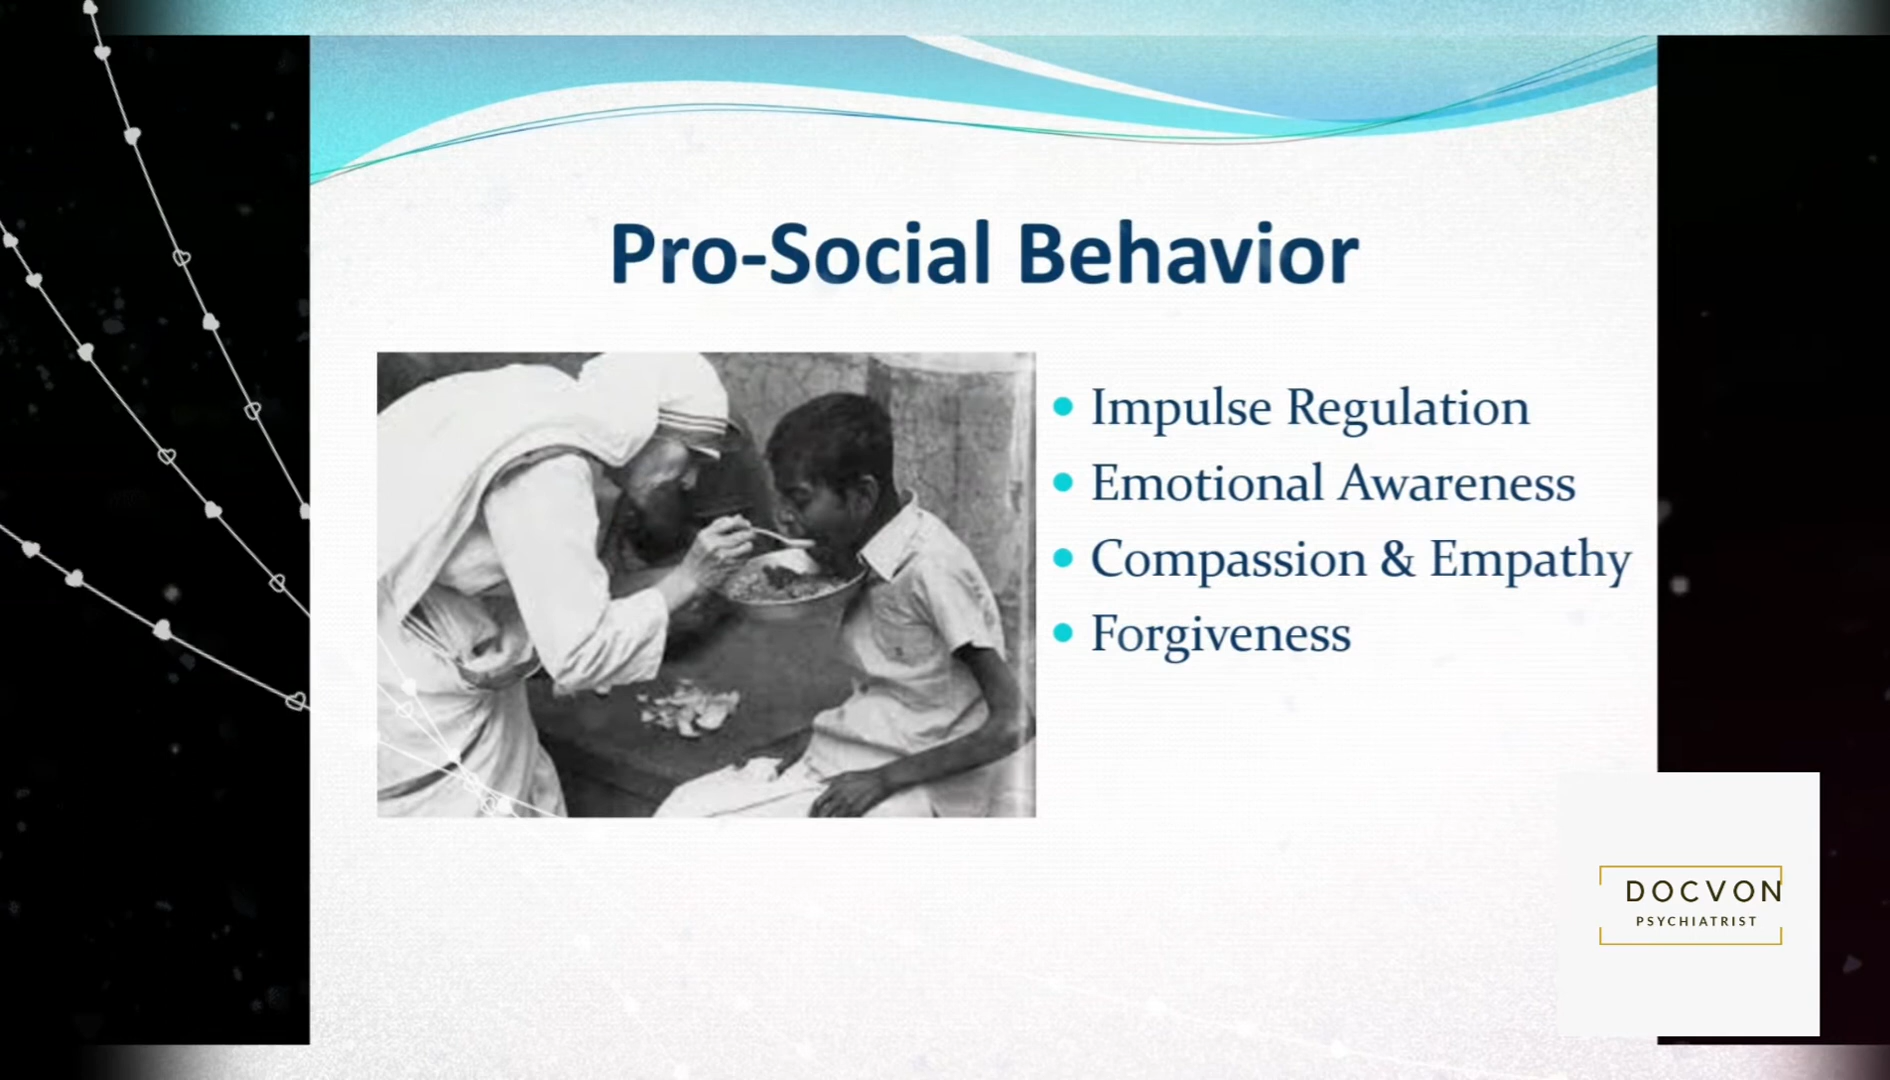 Pro-Social Behavior
• Impulse Regulation
• Emotional Awareness
• Compassion & Empathy
• Forgiveness
DOCVON
PSYCHIATRIST